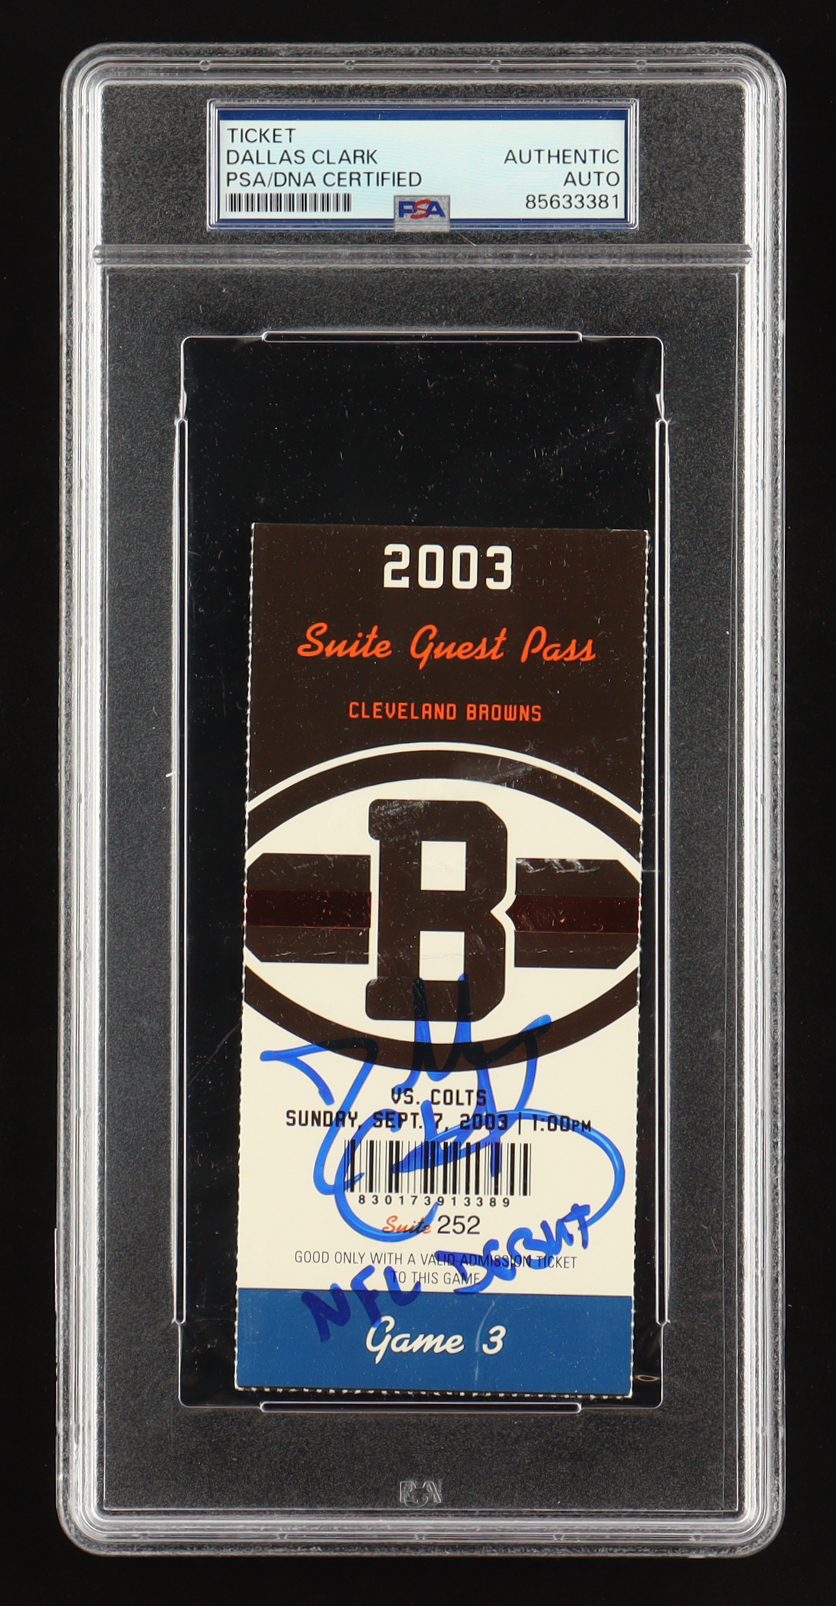 TICKET
DALLAS CLARK AUTHENTIC
PSA/DNA CERTIFIED AUTO
PSA 85633381
2003
Suite Guest Pass
CLEVELAND BROWNS
B
VS. COLTS
SUNDAY, SEPT. 7, 2003 | 1:00PM
830173913389
Suite 252
GOOD ONLY WITH A VALID ADMISSION TICKET
TO THIS GAME
NFL DEBUT
Game 3
PSA